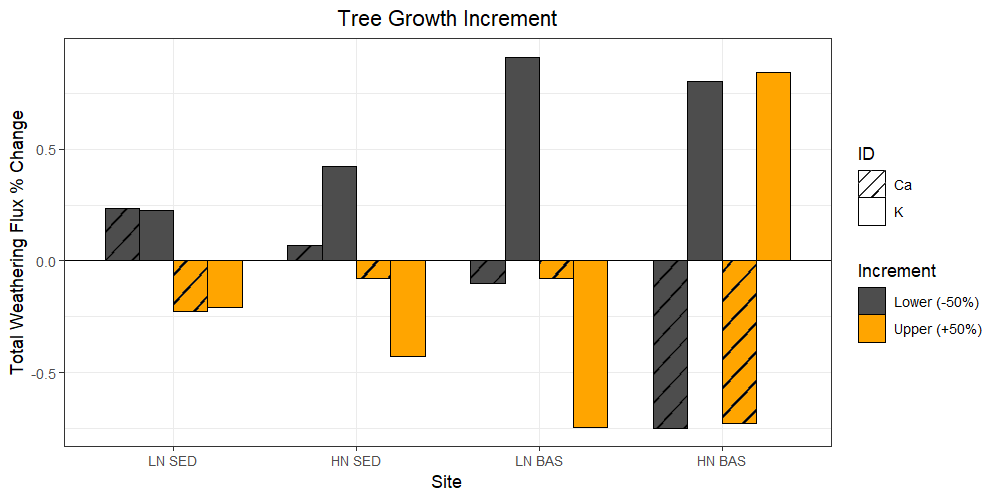 Tree Growth Increment
Total Weathering Flux % Change
0.5
0.0
-0.5
LN SED
HN SED
LN BAS
HN BAS
Site
ID
Ca
K
Increment
Lower (-50%)
Upper (+50%)